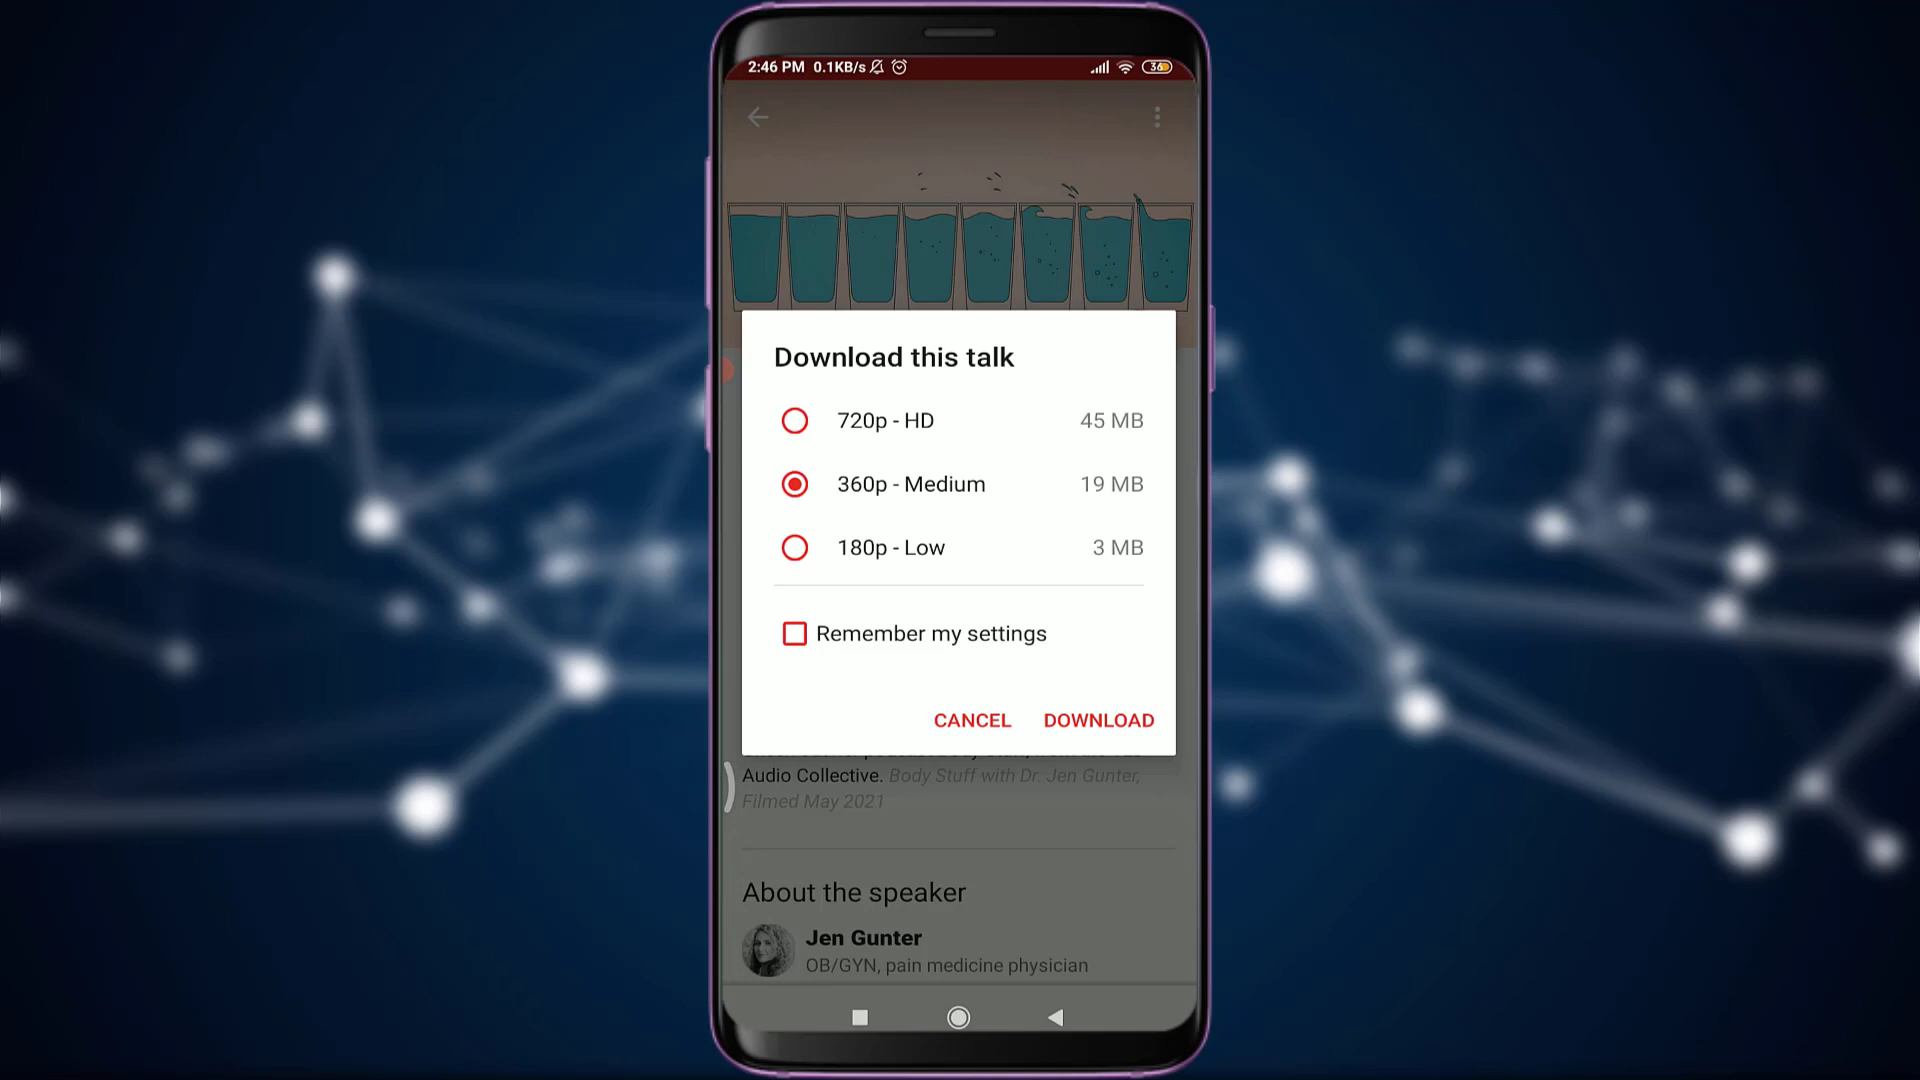 2:46 PM 0.1KB/s 36
Download this talk
720p - HD 45 MB
360p - Medium 19 MB
180p - Low 3 MB
Remember my settings
CANCEL DOWNLOAD
Audio Collective. Body Stuff with Dr. Jen Gunter,
Filmed May 2021
About the speaker
Jen Gunter
OB/GYN, pain medicine physician